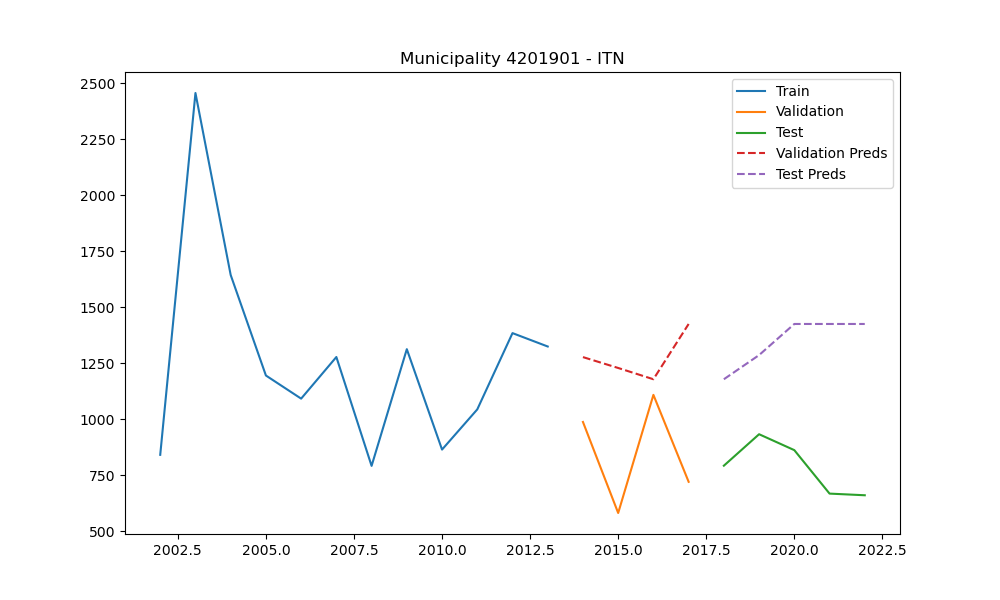 Municipality 4201901 - ITN
2500
2250
2000
1750
1500
1250
1000
750
500
Train
Validation
Test
Validation Preds
Test Preds
2002.5 2005.0 2007.5 2010.0 2012.5 2015.0 2017.5 2020.0 2022.5